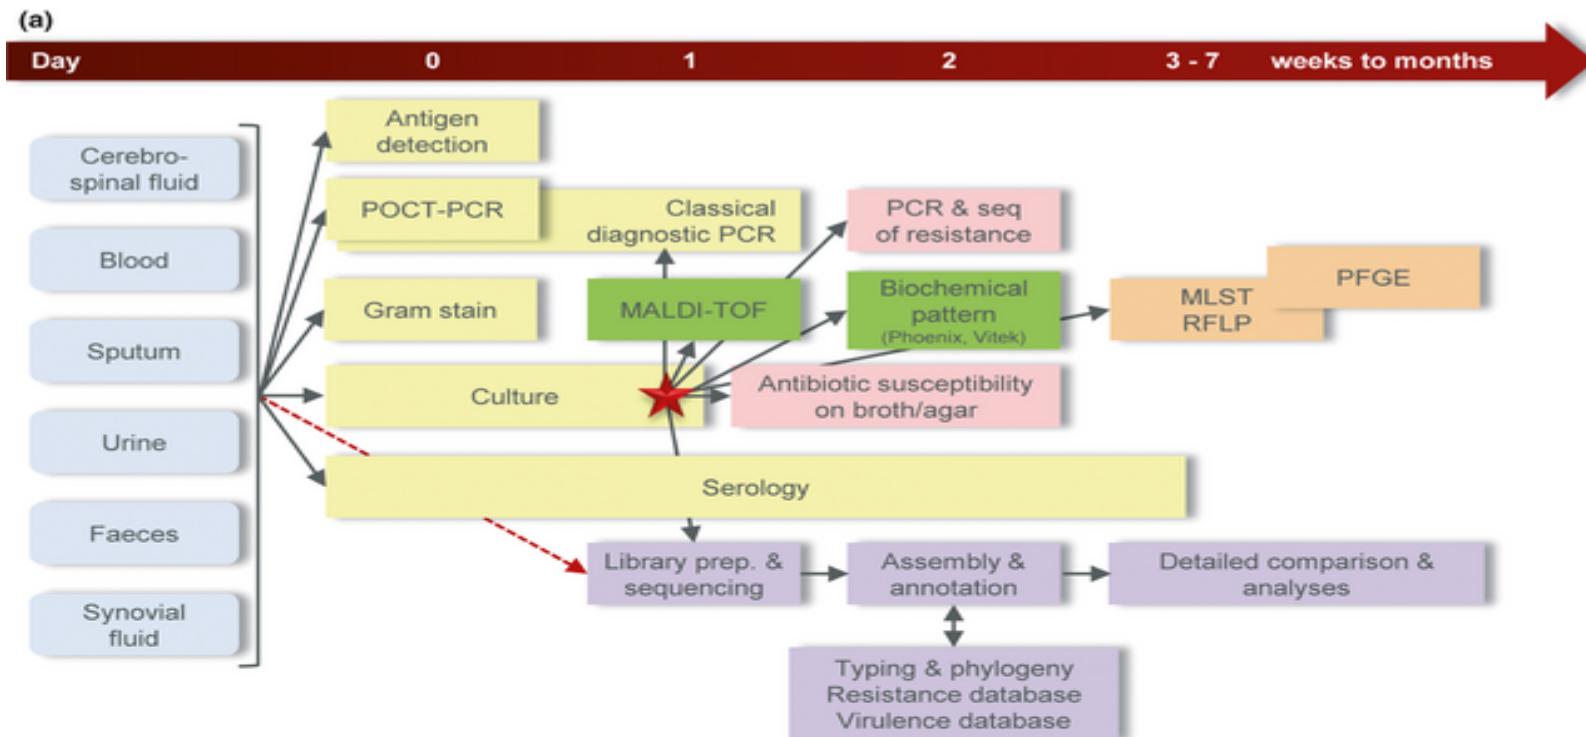 (a)
Day 0 1 2 3 - 7 weeks to months
Cerebro-
spinal fluid
Blood
Sputum
Urine
Faeces
Synovial
fluid
Antigen
detection
POCT-PCR
Classical
diagnostic PCR
PCR & seq
of resistance
Gram stain
MALDI-TOF
Biochemical
pattern
(Phoenix, Vitek)
MLST
RFLP
PFGE
Culture
Antibiotic susceptibility
on broth/agar
Serology
Library prep. &
sequencing
Assembly &
annotation
Detailed comparison &
analyses
Typing & phylogeny
Resistance database
Virulence database